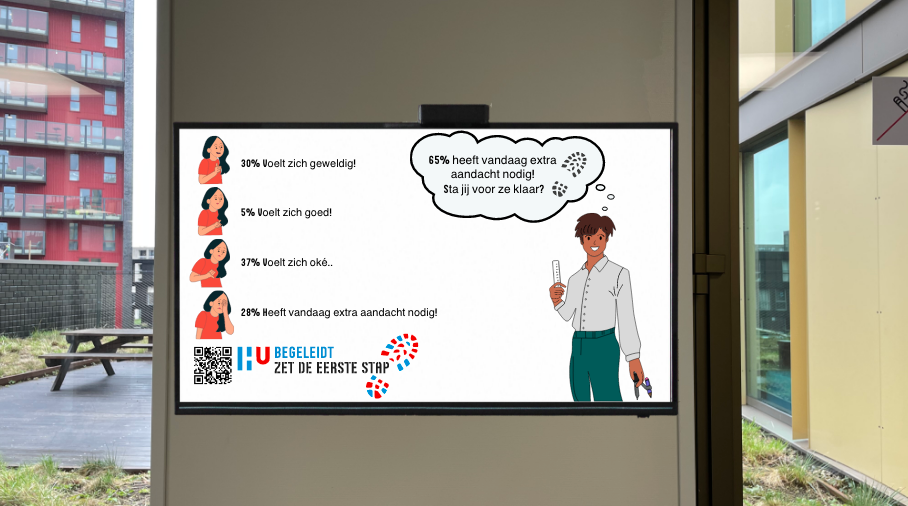 30% Voelt zich geweldig!
5% Voelt zich goed!
37% Voelt zich oké..
28% Heeft vandaag extra aandacht nodig!
65% heeft vandaag extra
aandacht nodig!
Sta jij voor ze klaar?
HU BEGELEIDT
ZET DE EERSTE STAP